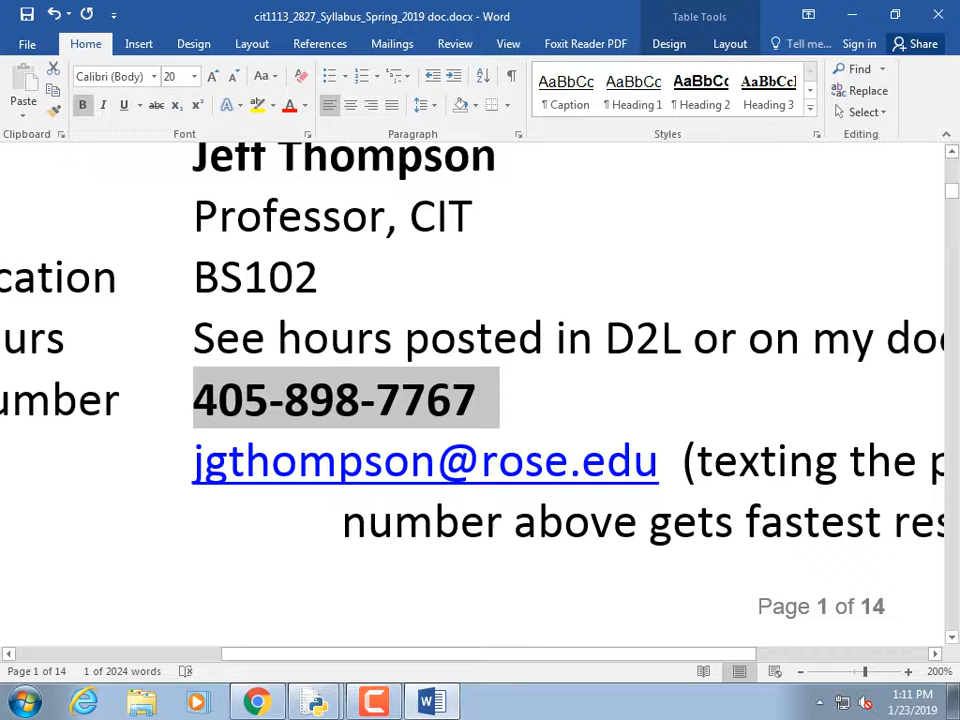 cit1113_2827_Syllabus_Spring_2019 doc.docx - Word
Table Tools
File Home Insert Design Layout References Mailings Review View Foxit Reader PDF Design Layout Tell me... Sign in Share
Calibri (Body) 20 A A Aa
Paste
B I U abc x₂ x² A A
AaBbCc AaBbCc AaBbCc AaBbCcI
¶ Caption ¶ Heading 1 ¶ Heading 2 Heading 3
Find
Replace
Select
Clipboard Font Paragraph Styles Editing
Jeff Thompson
Professor, CIT
cation BS102
urs See hours posted in D2L or on my doo
umber 405-898-7767
jgthompson@rose.edu (texting the p
number above gets fastest res
Page 1 of 14
Page 1 of 14 1 of 2024 words 200%
1:11 PM
1/23/2019